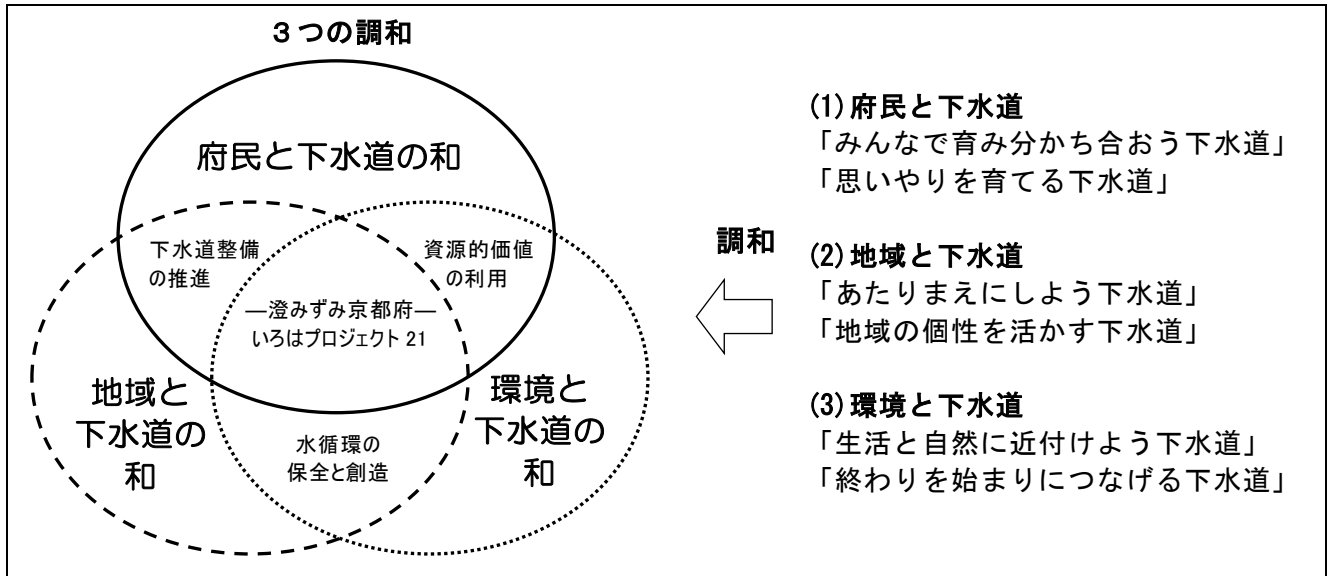 ３つの調和
府民と下水道の和
下水道整備
の推進
資源的価値
の利用
―澄みずみ京都府―
いろはプロジェクト 21
地域と
下水道の
和
環境と
下水道の
和
水循環の
保全と創造
調和
(1)府民と下水道
「みんなで育み分かち合おう下水道」
「思いやりを育てる下水道」
(2)地域と下水道
「あたりまえにしよう下水道」
「地域の個性を活かす下水道」
(3)環境と下水道
「生活と自然に近付けよう下水道」
「終わりを始まりにつなげる下水道」